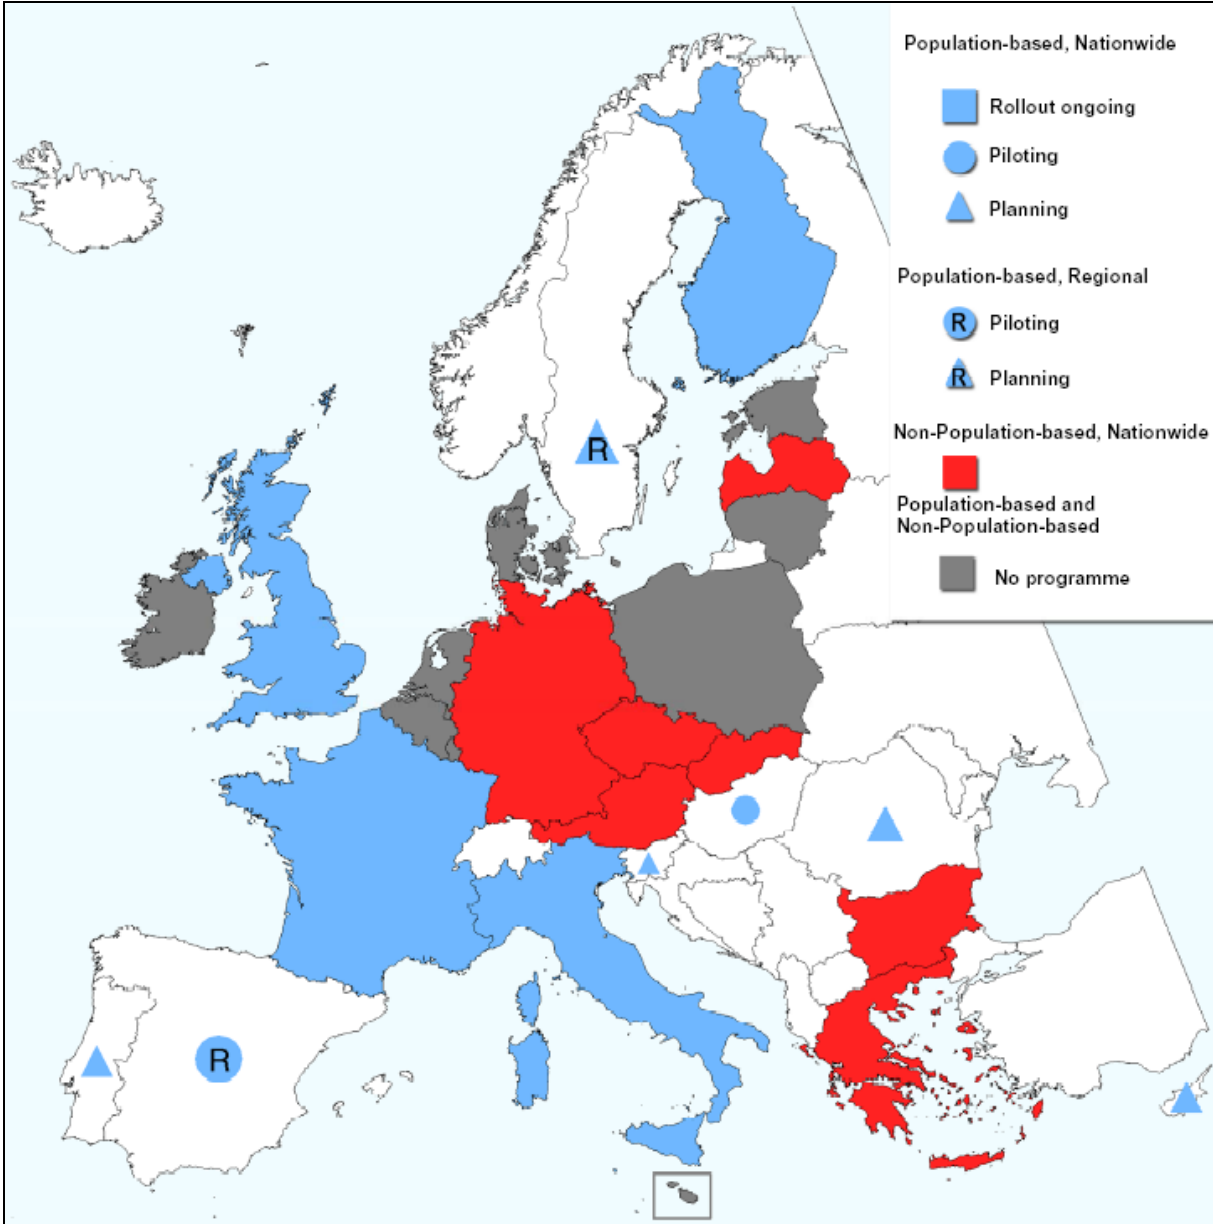 Population-based, Nationwide
Rollout ongoing
Piloting
Planning
Population-based, Regional
R Piloting
R Planning
Non-Population-based, Nationwide
Population-based and
Non-Population-based
No programme
R
R